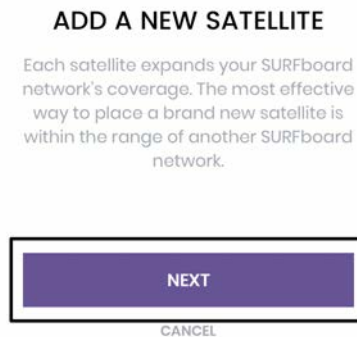 ADD A NEW SATELLITE
Each satellite expands your SURFboard
network's coverage. The most effective
way to place a brand new satellite is
within the range of another SURFboard
network.
NEXT
CANCEL